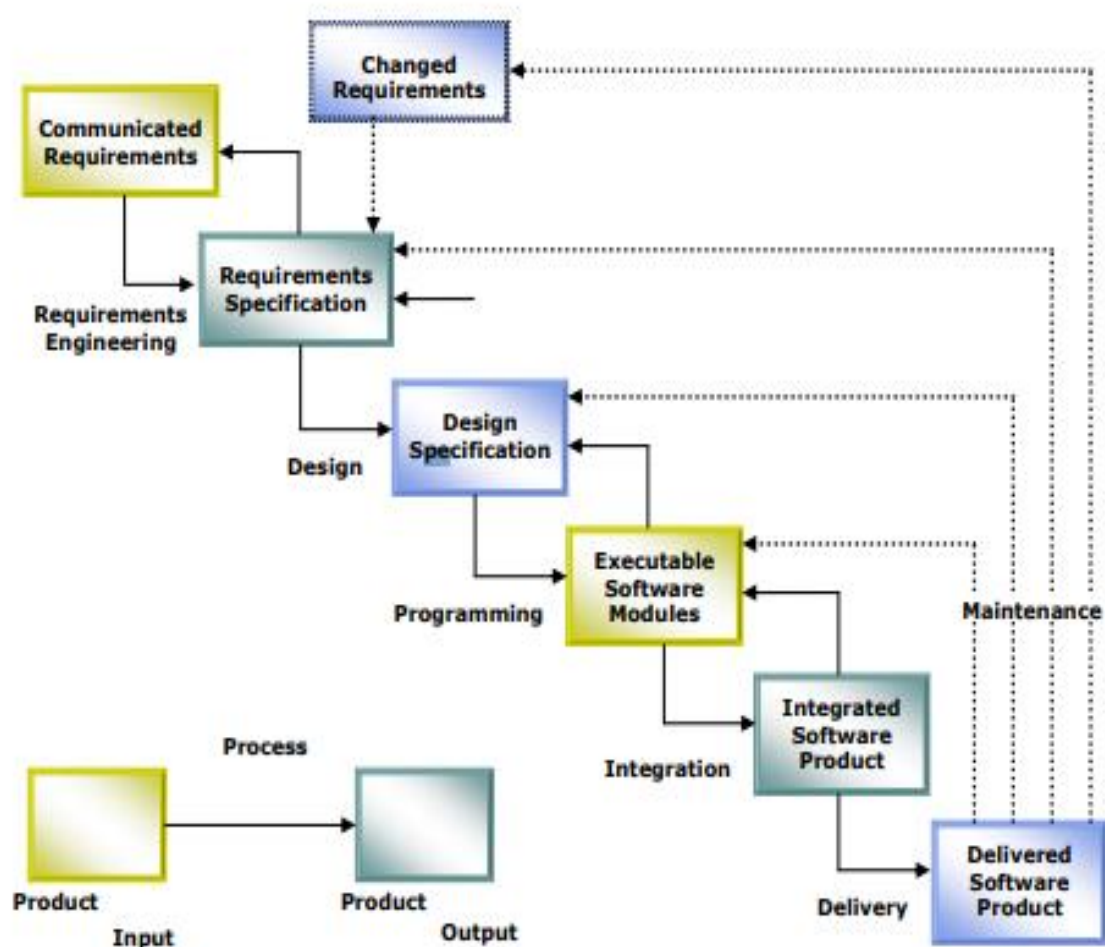 Changed
Requirements
Communicated
Requirements
Requirements
Specification
Requirements
Engineering
Design
Specification
Design
Executable
Software
Modules
Programming
Maintenance
Integrated
Software
Product
Integration
Process
Delivered
Software
Product
Delivery
Product
Input
Product
Output